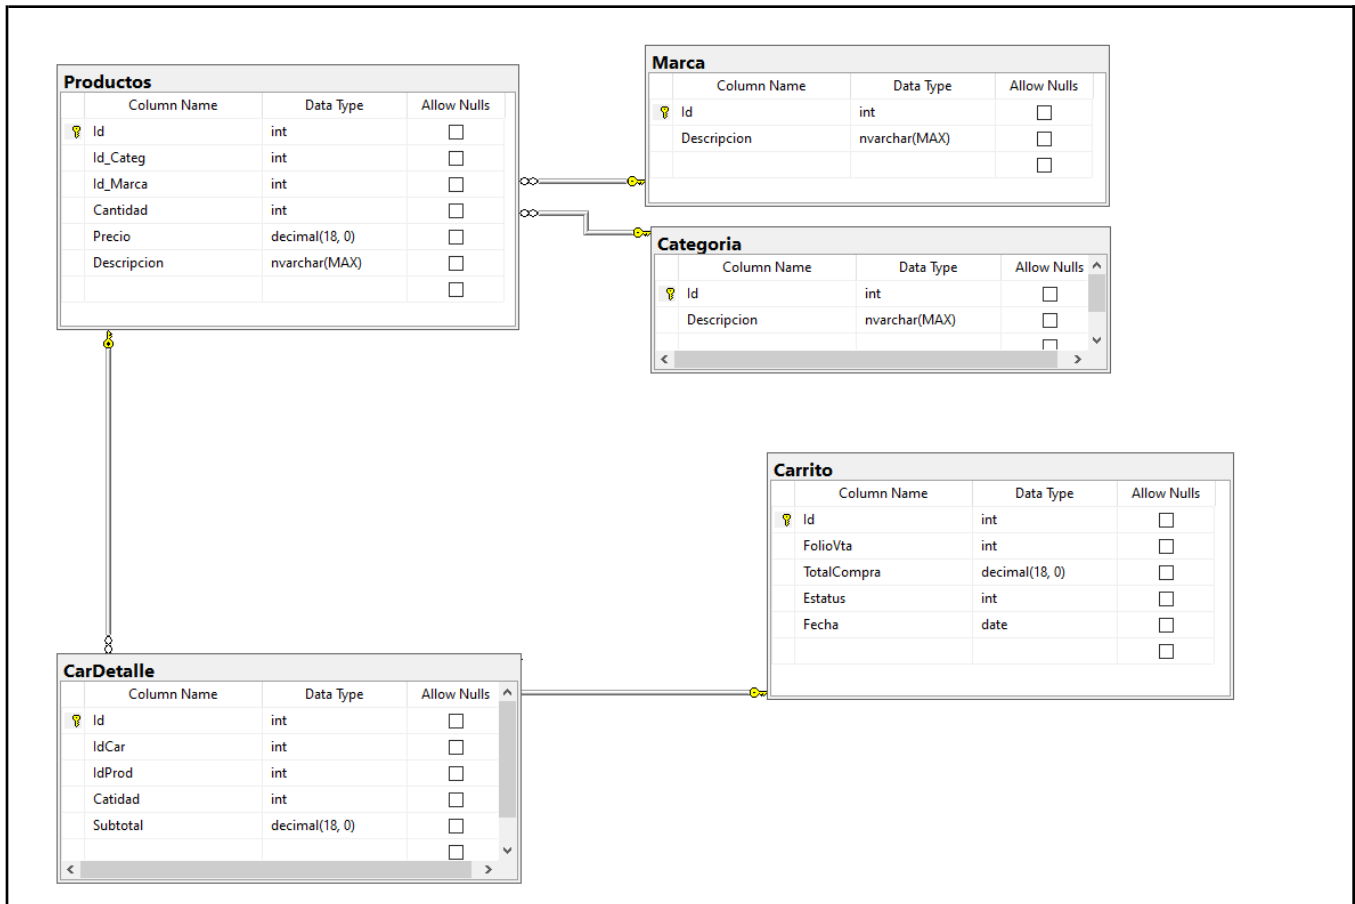 Productos
Column Name Data Type Allow Nulls
Id int
Id_Categ int
Id_Marca int
Cantidad int
Precio decimal(18, 0)
Descripcion nvarchar(MAX)
Marca
Column Name Data Type Allow Nulls
Id int
Descripcion nvarchar(MAX)
Categoria
Column Name Data Type Allow Nulls
Id int
Descripcion nvarchar(MAX)
Carrito
Column Name Data Type Allow Nulls
Id int
FolioVta int
TotalCompra decimal(18, 0)
Estatus int
Fecha date
CarDetalle
Column Name Data Type Allow Nulls
Id int
IdCar int
IdProd int
Catidad int
Subtotal decimal(18, 0)